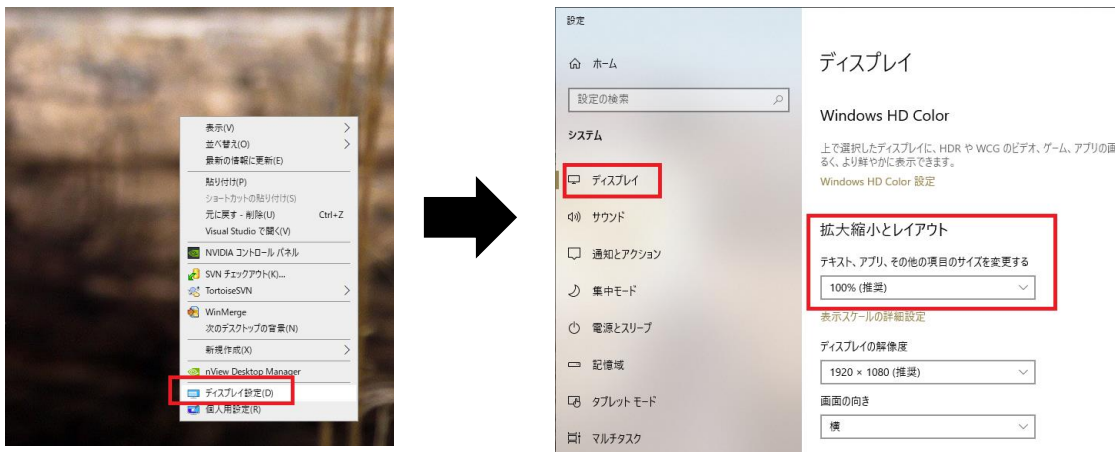 表示(V)
並べ替え(O)
最新の情報に更新(E)
貼り付け(P)
ショートカットの貼り付け(S)
元に戻す - 削除(U) Ctrl+Z
Visual Studio で開く(V)
NVIDIA コントロール パネル
SVN チェックアウト(K)...
TortoiseSVN
WinMerge
次のデスクトップの背景(N)
新規作成(X)
nView Desktop Manager
ディスプレイ設定(D)
個人用設定(R)
設定
ホーム
設定の検索
システム
ディスプレイ
サウンド
通知とアクション
集中モード
電源とスリープ
記憶域
タブレット モード
マルチタスク
ディスプレイ
Windows HD Color
上で選択したディスプレイに、HDR や WCG のビデオ、ゲーム、アプリの画
るく、より鮮やかに表示できます。
Windows HD Color 設定
拡大縮小とレイアウト
テキスト、アプリ、その他の項目のサイズを変更する
100% (推奨)
表示スケールの詳細設定
ディスプレイの解像度
1920 × 1080 (推奨)
画面の向き
横